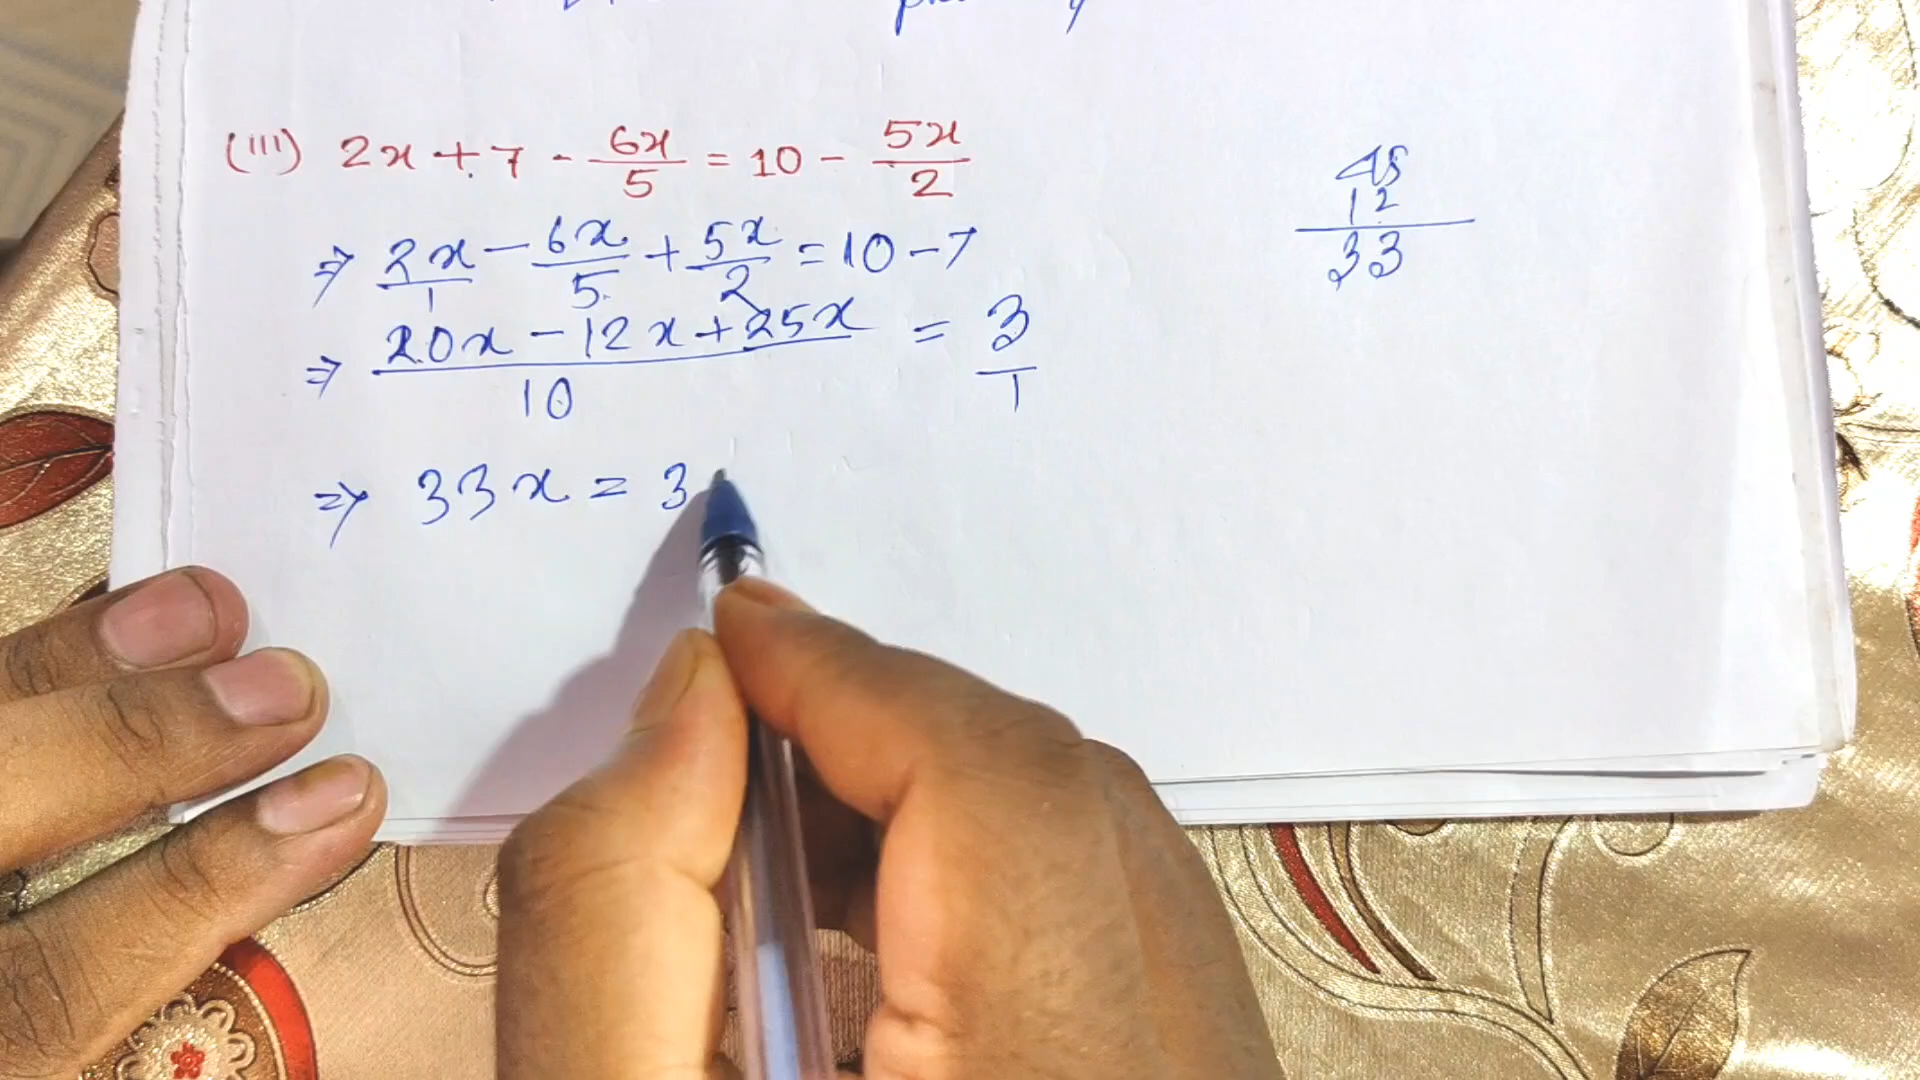 (III) 2x + 7 - 6x/5 = 10 - 5x/2
⇒ 2x/1 - 6x/5 + 5x/2 = 10 - 7
⇒ (20x - 12x + 25x)/10 = 3/1
⇒ 33x = 3
45
12
33